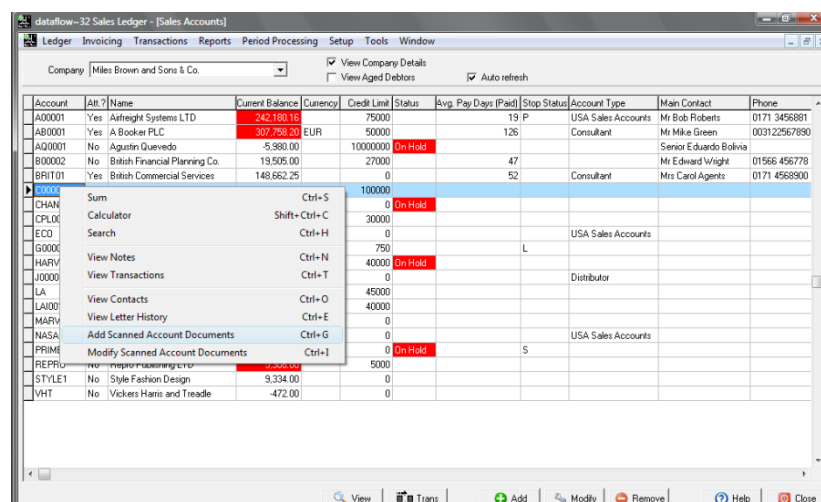 dataflow~32 Sales Ledger - [Sales Accounts]
Ledger Invoicing Transactions Reports Period Processing Setup Tools Window
Company Miles Brown and Sons & Co. View Company Details
View Aged Debtors Auto refresh
Account Att.? Name Current Balance Currency Credit Limit Status Avg. Pay Days (Paid) Stop Status Account Type Main Contact Phone
A00001 Yes Airfreight Systems LTD 242,180.16 75000 19 P USA Sales Accounts Mr Bob Roberts 0171 3456881
AB0001 Yes A Booker PLC 307,758.20 EUR 50000 126 Consultant Mr Mike Green 003122567890
AQ0001 No Agustin Quevedo -5,980.00 10000000 On Hold Senior Eduardo Bolivia
B00002 No British Financial Planning Co. 19,505.00 27000 47 Mr Edward Wright 01566 456778
BRIT01 Yes British Commercial Services 148,662.25 0 52 Consultant Mrs Carol Agents 0171 4568900
100000
Sum Ctrl+S
CHAN 0 On Hold
Calculator Shift+Ctrl+C
CPL00 30000
Search Ctrl+H
ECO 0 USA Sales Accounts
G0000 750 L
View Notes Ctrl+N
HARV 40000 On Hold
View Transactions Ctrl+T
J0000 0 Distributor
LA 45000
View Contacts Ctrl+O
LAI00 40000
View Letter History Ctrl+E
MARV 0
Add Scanned Account Documents Ctrl+G
NASA 0 USA Sales Accounts
Modify Scanned Account Documents Ctrl+I
PRIME 0 On Hold S
REPRO No Repro Publishing LTD 5000
STYLE1 No Style Fashion Design 9,334.00 0
VHT No Vickers Harris and Treadle -472.00 0
View Trans Add Modify Remove Help Close